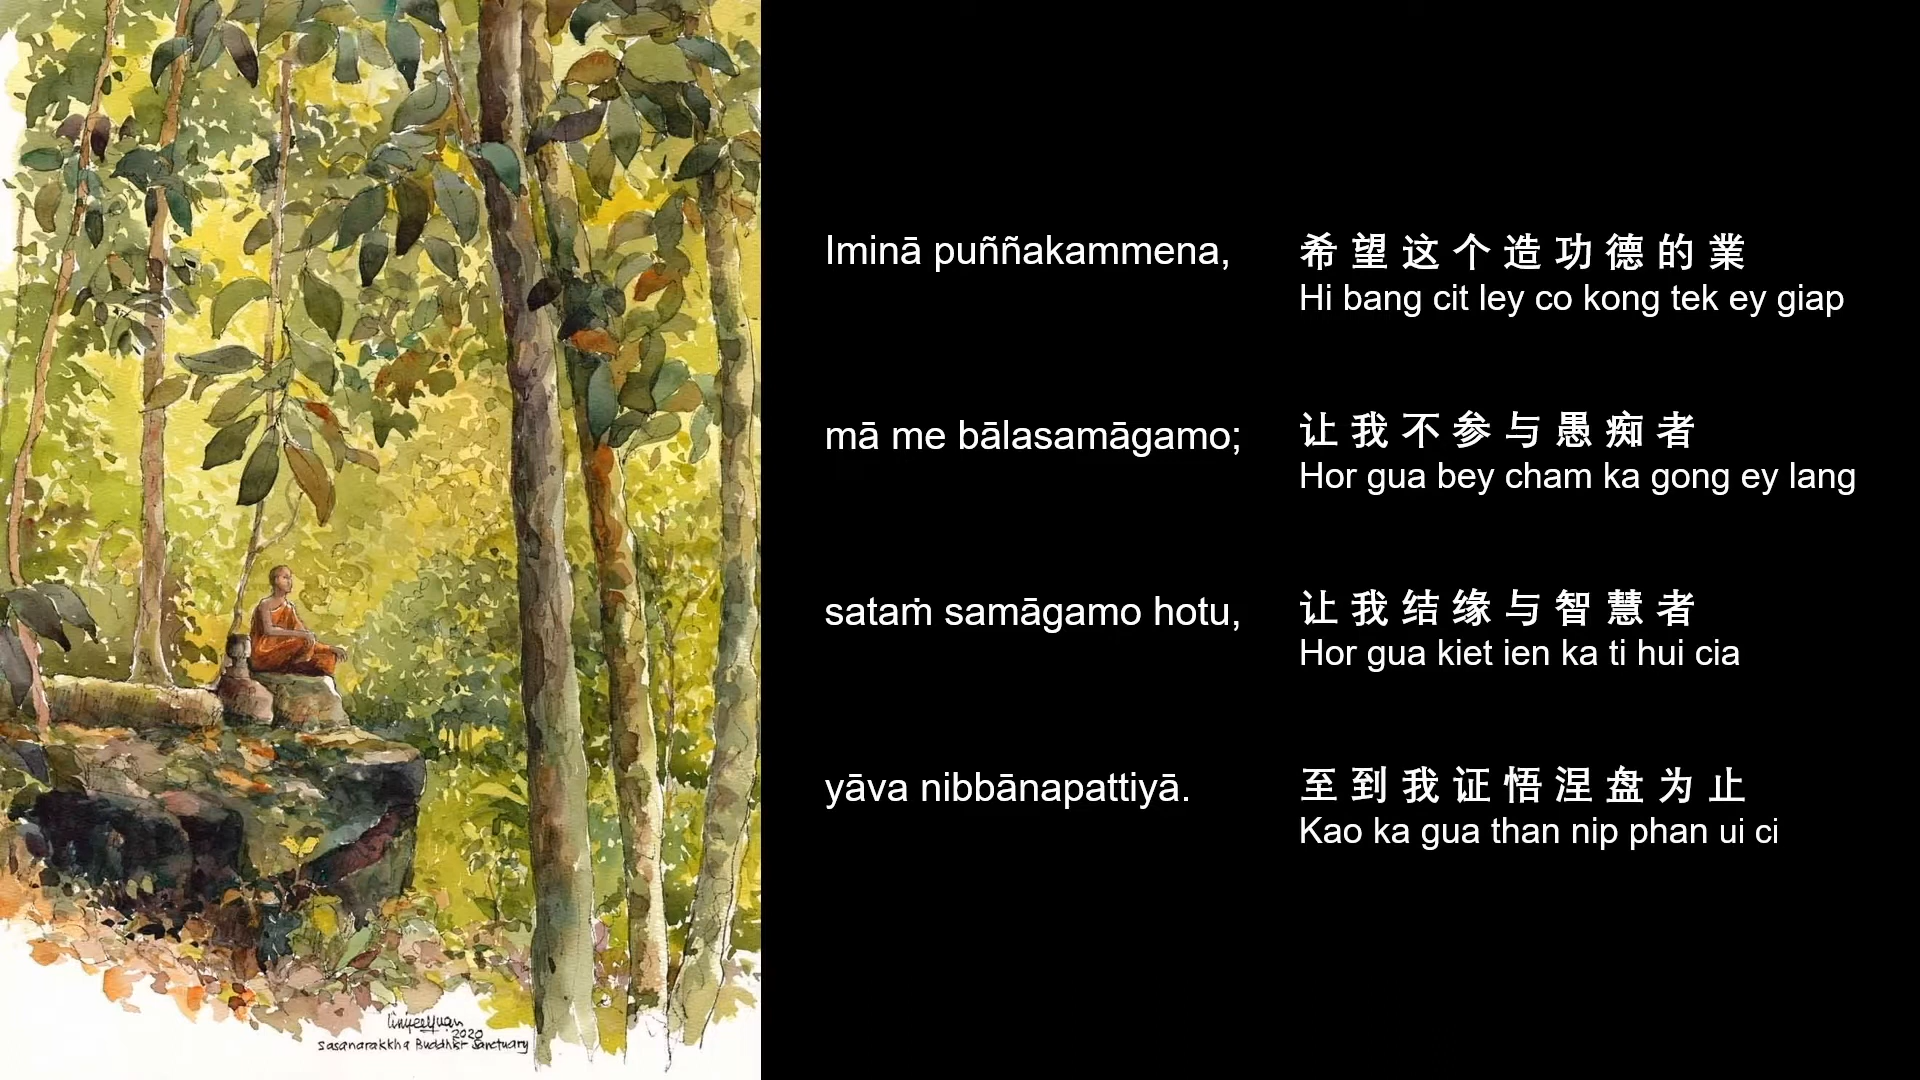 Iminā puññakammena,
希望这个造功德的業
Hi bang cit ley co kong tek ey giap
mā me bālasamāgamo;
让我不参与愚痴者
Hor gua bey cham ka gong ey lang
sataṁ samāgamo hotu,
让我结缘与智慧者
Hor gua kiet ien ka ti hui cia
yāva nibbānapattiyā.
至到我证悟涅盘为止
Kao ka gua than nip phan ui ci
2020
Sasanarakkha Buddhist Sanctuary